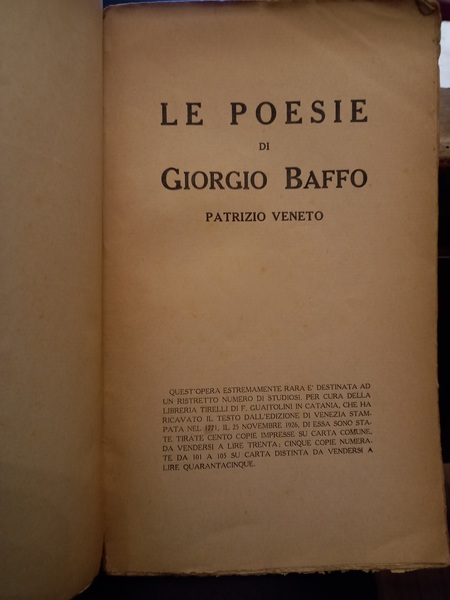 LE POESIE
DI
GIORGIO BAFFO
PATRIZIO VENETO
QUEST'OPERA ESTREMAMENTE RARA E' DESTINATA AD
UN RISTRETTO NUMERO DI STUDIOSI. PER CURA DELLA
LIBRERIA TIRELLI DI F. GUAITOLINI IN CATANIA, CHE HA
RICAVATO IL TESTO DALL'EDIZIONE DI VENEZIA STAM-
PATA NEL 1771, IL 23 NOVEMBRE 1926, DI ESSA SONO STA-
TE TIRATE CENTO COPIE IMPRESSE SU CARTA COMUNE,
DA VENDERSI A LIRE TRENTA; CINQUE COPIE NUMERA-
TE DA 101 A 105 SU CARTA DISTINTA DA VENDERSI A
LIRE QUARANTACINQUE.